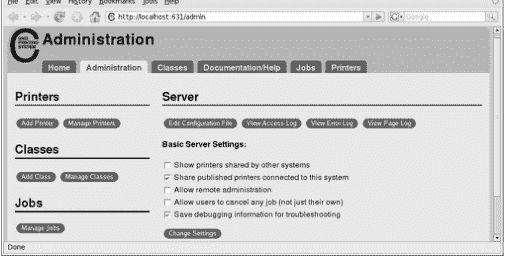 File Edit View History Bookmarks Tools Help
http://localhost:631/admin
Google
Administration
Home Administration Classes Documentation/Help Jobs Printers
Printers
Add Printer Manage Printers
Classes
Add Class Manage Classes
Jobs
Manage Jobs
Server
Edit Configuration File View Access Log View Error Log View Page Log
Basic Server Settings:
Show printers shared by other systems
Share published printers connected to this system
Allow remote administration
Allow users to cancel any job (not just their own)
Save debugging information for troubleshooting
Change Settings
Done